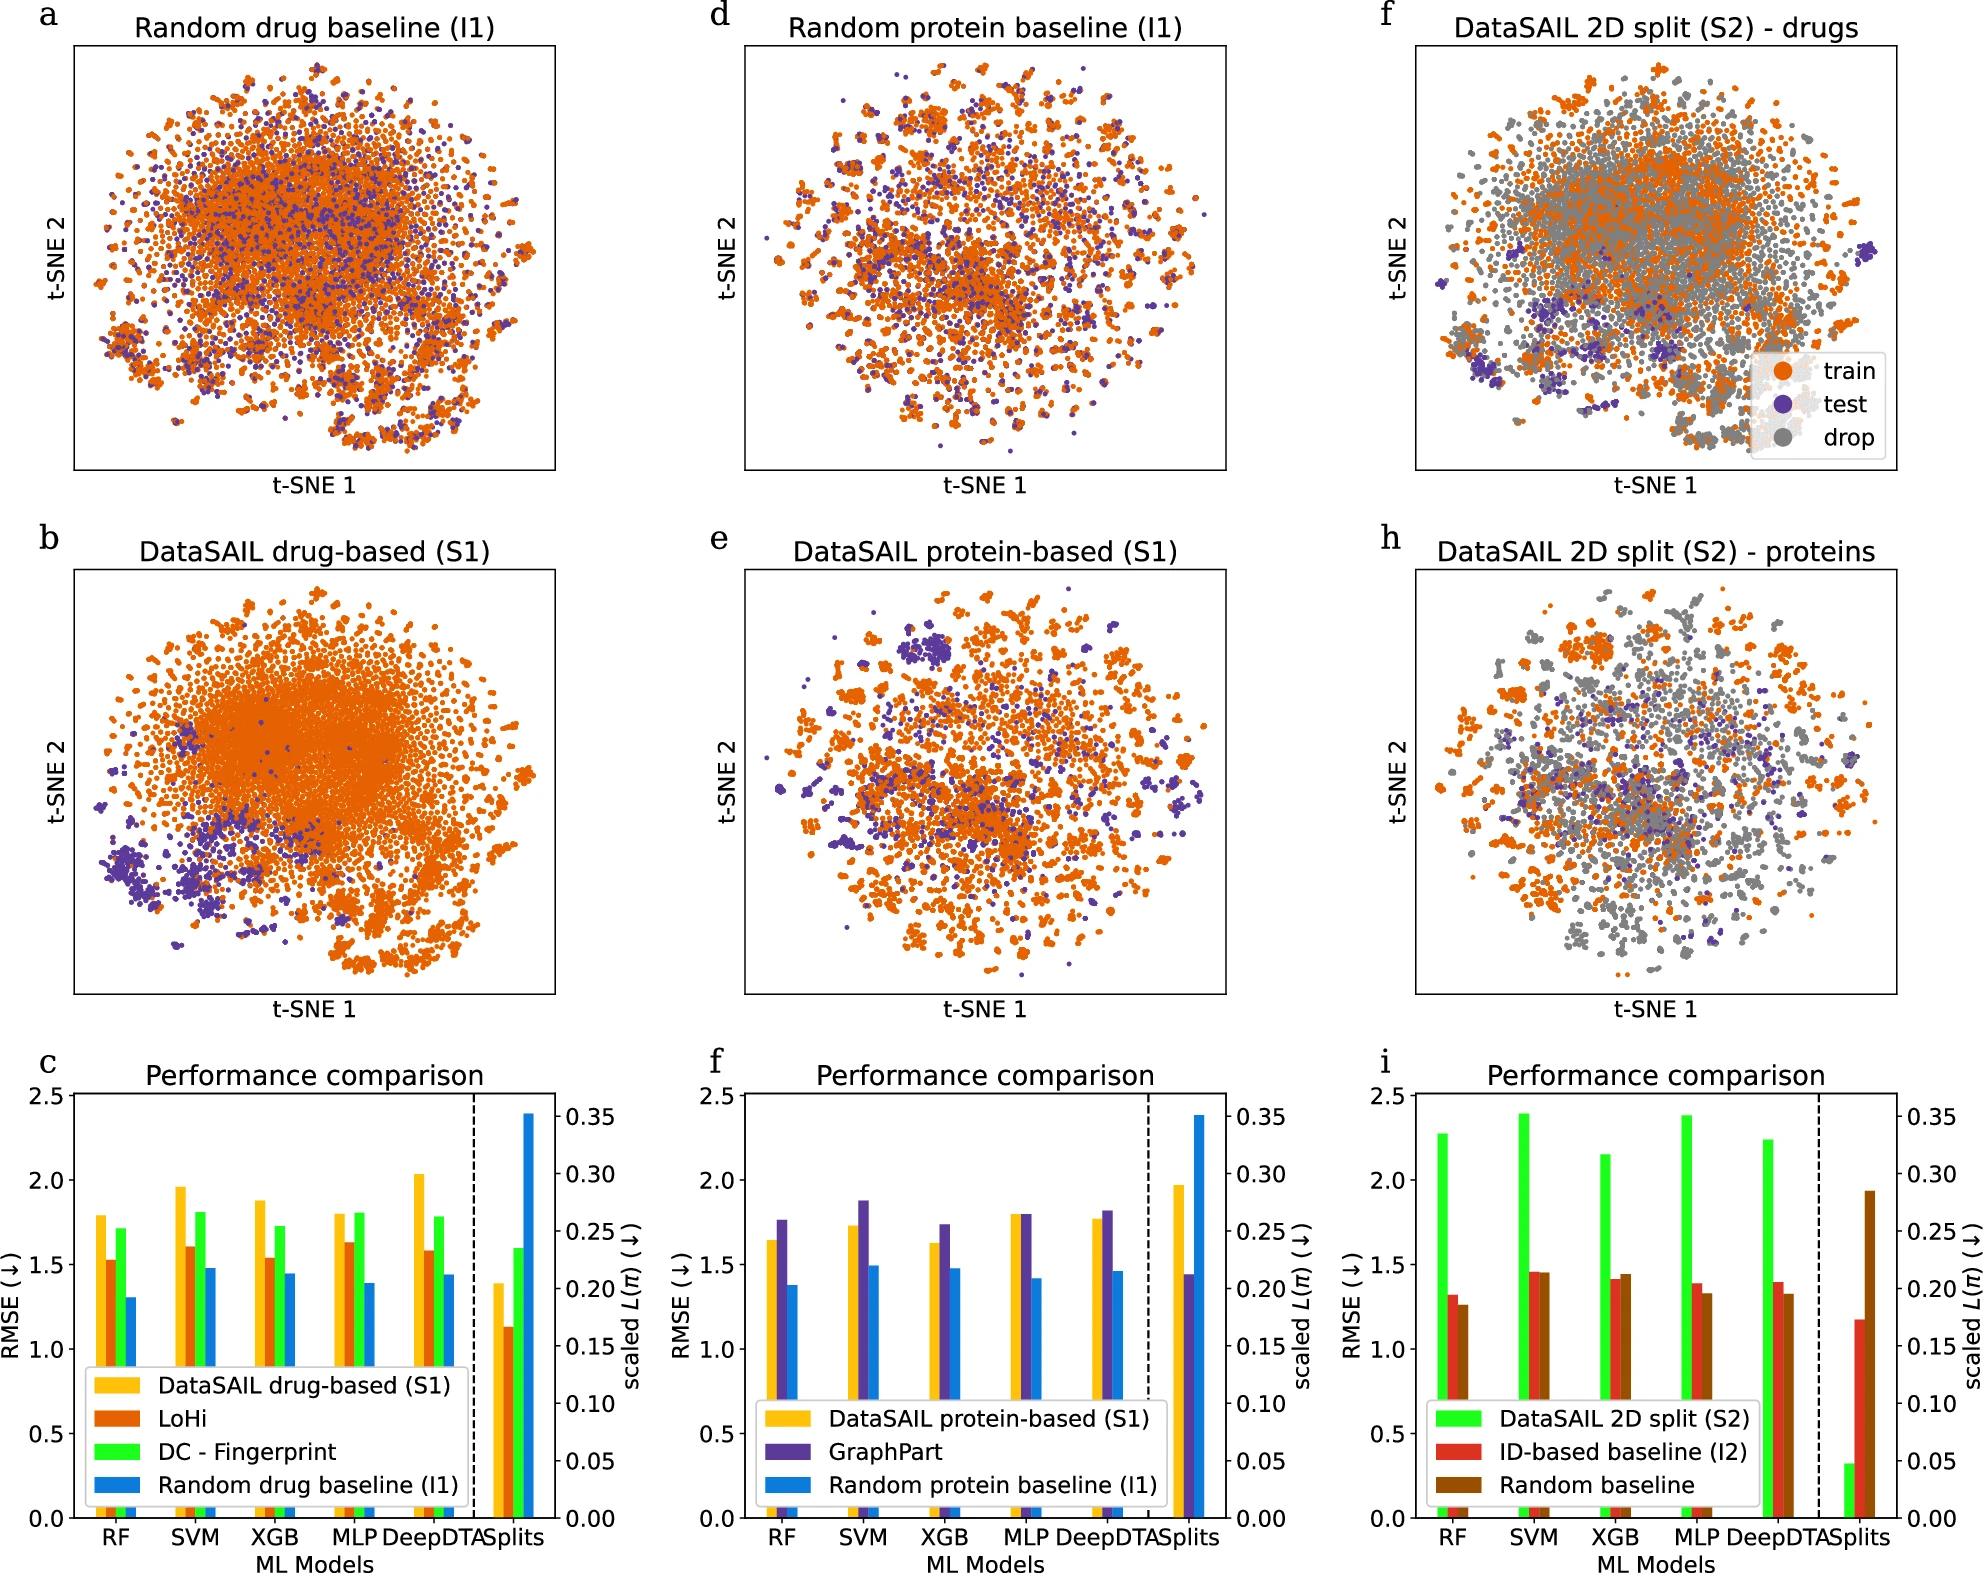 a
Random drug baseline (I1)
t-SNE 2
t-SNE 1
d
Random protein baseline (I1)
t-SNE 2
t-SNE 1
f
DataSAIL 2D split (S2) - drugs
t-SNE 2
train
test
drop
t-SNE 1
b
DataSAIL drug-based (S1)
t-SNE 2
t-SNE 1
e
DataSAIL protein-based (S1)
t-SNE 2
t-SNE 1
h
DataSAIL 2D split (S2) - proteins
t-SNE 2
t-SNE 1
c
Performance comparison
RMSE (↓)
2.5
2.0
1.5
1.0
0.5
0.0
DataSAIL drug-based (S1)
LoHi
DC - Fingerprint
Random drug baseline (I1)
0.35
0.30
0.25
0.20
0.15
0.10
0.05
0.00
scaled L(π) (↓)
RF SVM XGB MLP DeepDTA Splits
ML Models
f
Performance comparison
RMSE (↓)
2.5
2.0
1.5
1.0
0.5
0.0
DataSAIL protein-based (S1)
GraphPart
Random protein baseline (I1)
0.35
0.30
0.25
0.20
0.15
0.10
0.05
0.00
scaled L(π) (↓)
RF SVM XGB MLP DeepDTA Splits
ML Models
i
Performance comparison
RMSE (↓)
2.5
2.0
1.5
1.0
0.5
0.0
DataSAIL 2D split (S2)
ID-based baseline (I2)
Random baseline
0.35
0.30
0.25
0.20
0.15
0.10
0.05
0.00
scaled L(π) (↓)
RF SVM XGB MLP DeepDTA Splits
ML Models